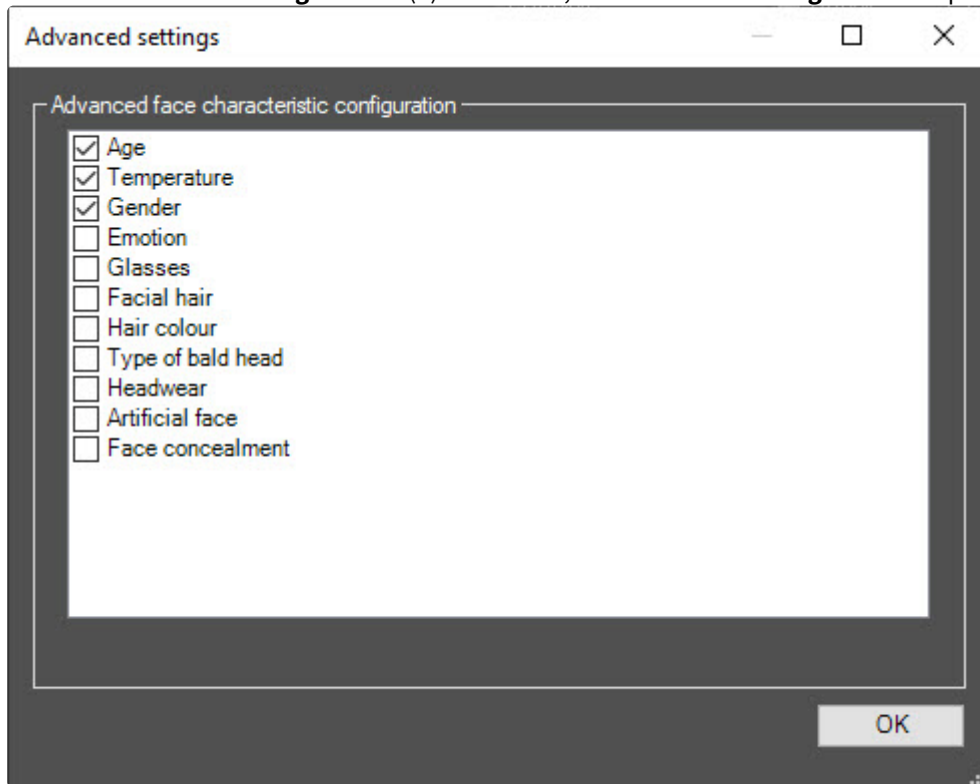 Advanced settings
Advanced face characteristic configuration
Age
Temperature
Gender
Emotion
Glasses
Facial hair
Hair colour
Type of bald head
Headwear
Artificial face
Face concealment
OK